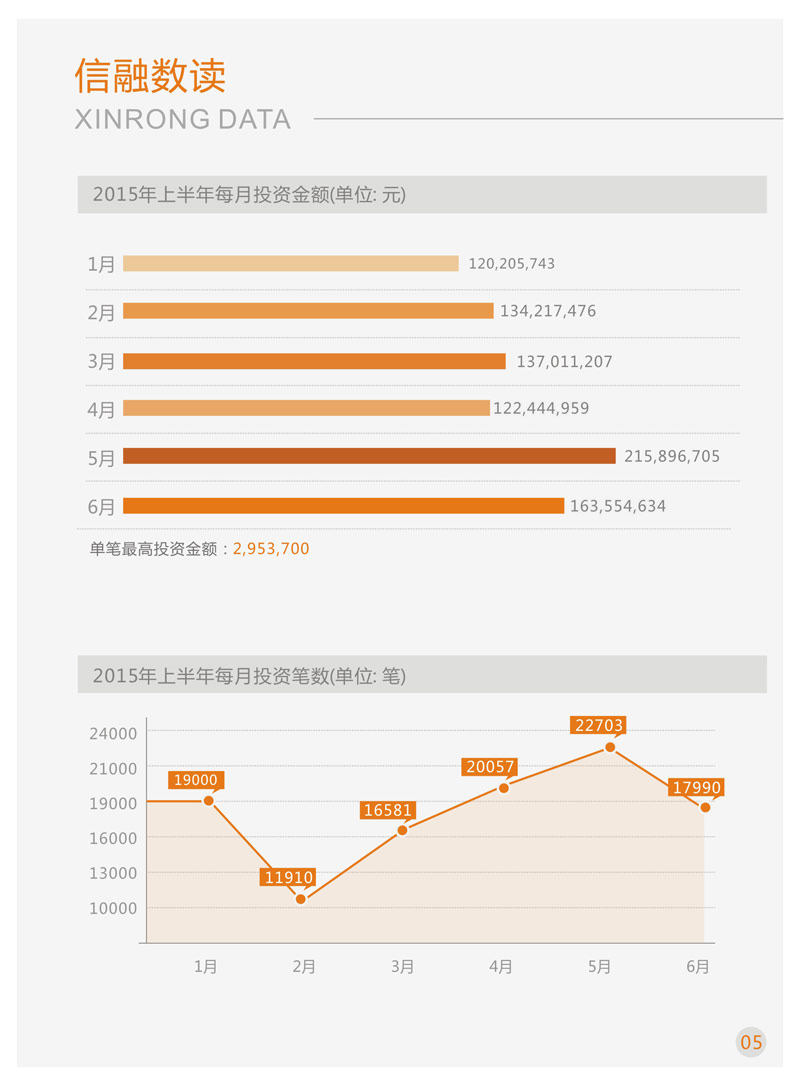 信融数读
XINRONG DATA
2015年上半年每月投资金额(单位: 元)
1月 120,205,743
2月 134,217,476
3月 137,011,207
4月 122,444,959
5月 215,896,705
6月 163,554,634
单笔最高投资金额：2,953,700
2015年上半年每月投资笔数(单位: 笔)
24000
21000
19000
16000
13000
10000
19000
11910
16581
20057
22703
17990
1月 2月 3月 4月 5月 6月
05